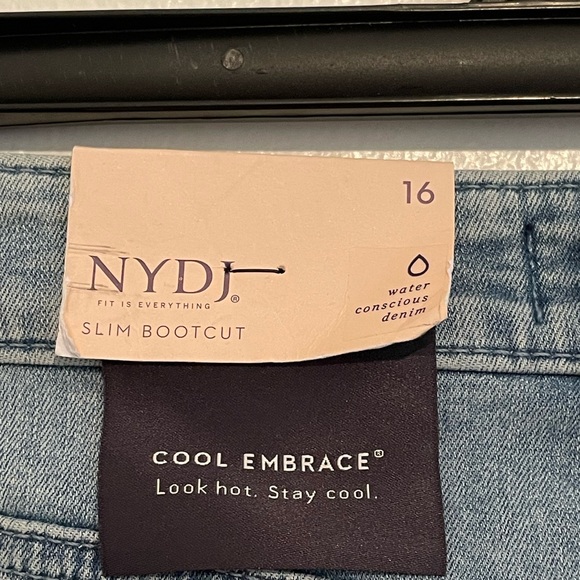 16
NYDJ®
FIT IS EVERYTHING
SLIM BOOTCUT
water
conscious
denim
COOL EMBRACE®
Look hot. Stay cool.